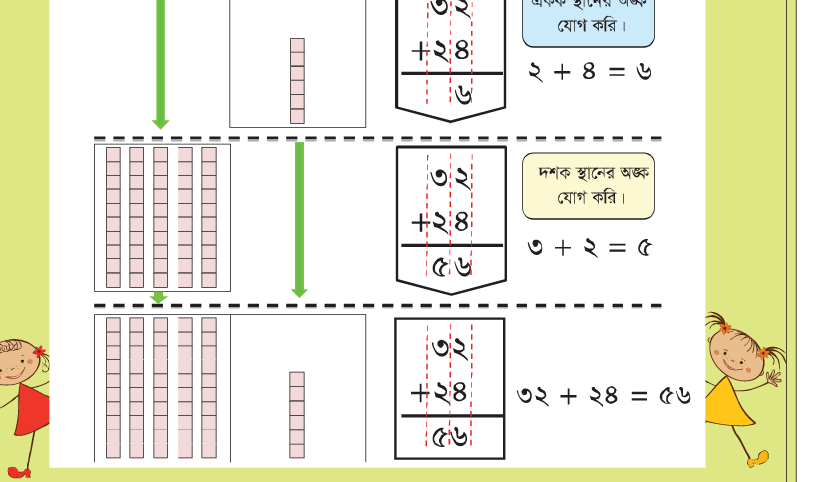 ৩২
একক স্থানের অঙ্ক
যোগ করি।
+২৪
৬
২ + ৪ = ৬
৩২
+২৪
৫৬
দশক স্থানের অঙ্ক
যোগ করি।
৩ + ২ = ৫
৩২
+২৪
৫৬
৩২ + ২৪ = ৫৬